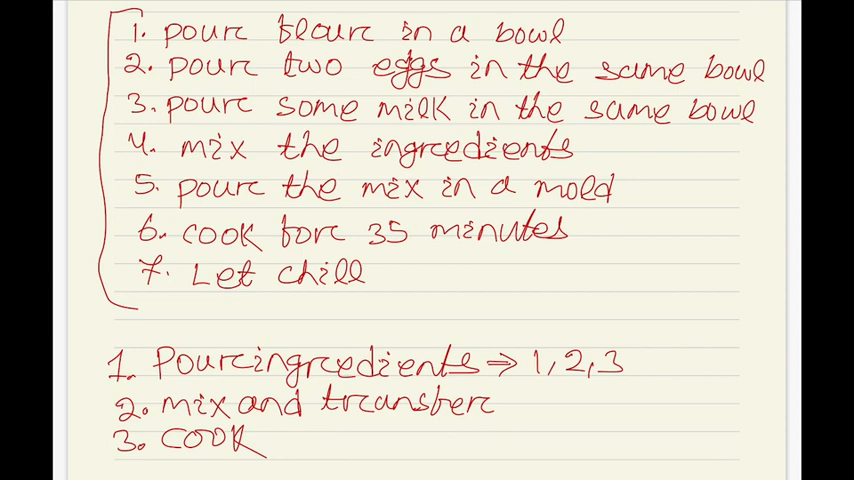 1. pour flour in a bowl
2. pour two eggs in the same bowl
3. pour some milk in the same bowl
4. mix the ingredients
5. pour the mix in a mold
6. cook for 35 minutes
7. Let chill
1. Pouringredients ⇒ 1,2,3
2. mix and transfer
3. COOK